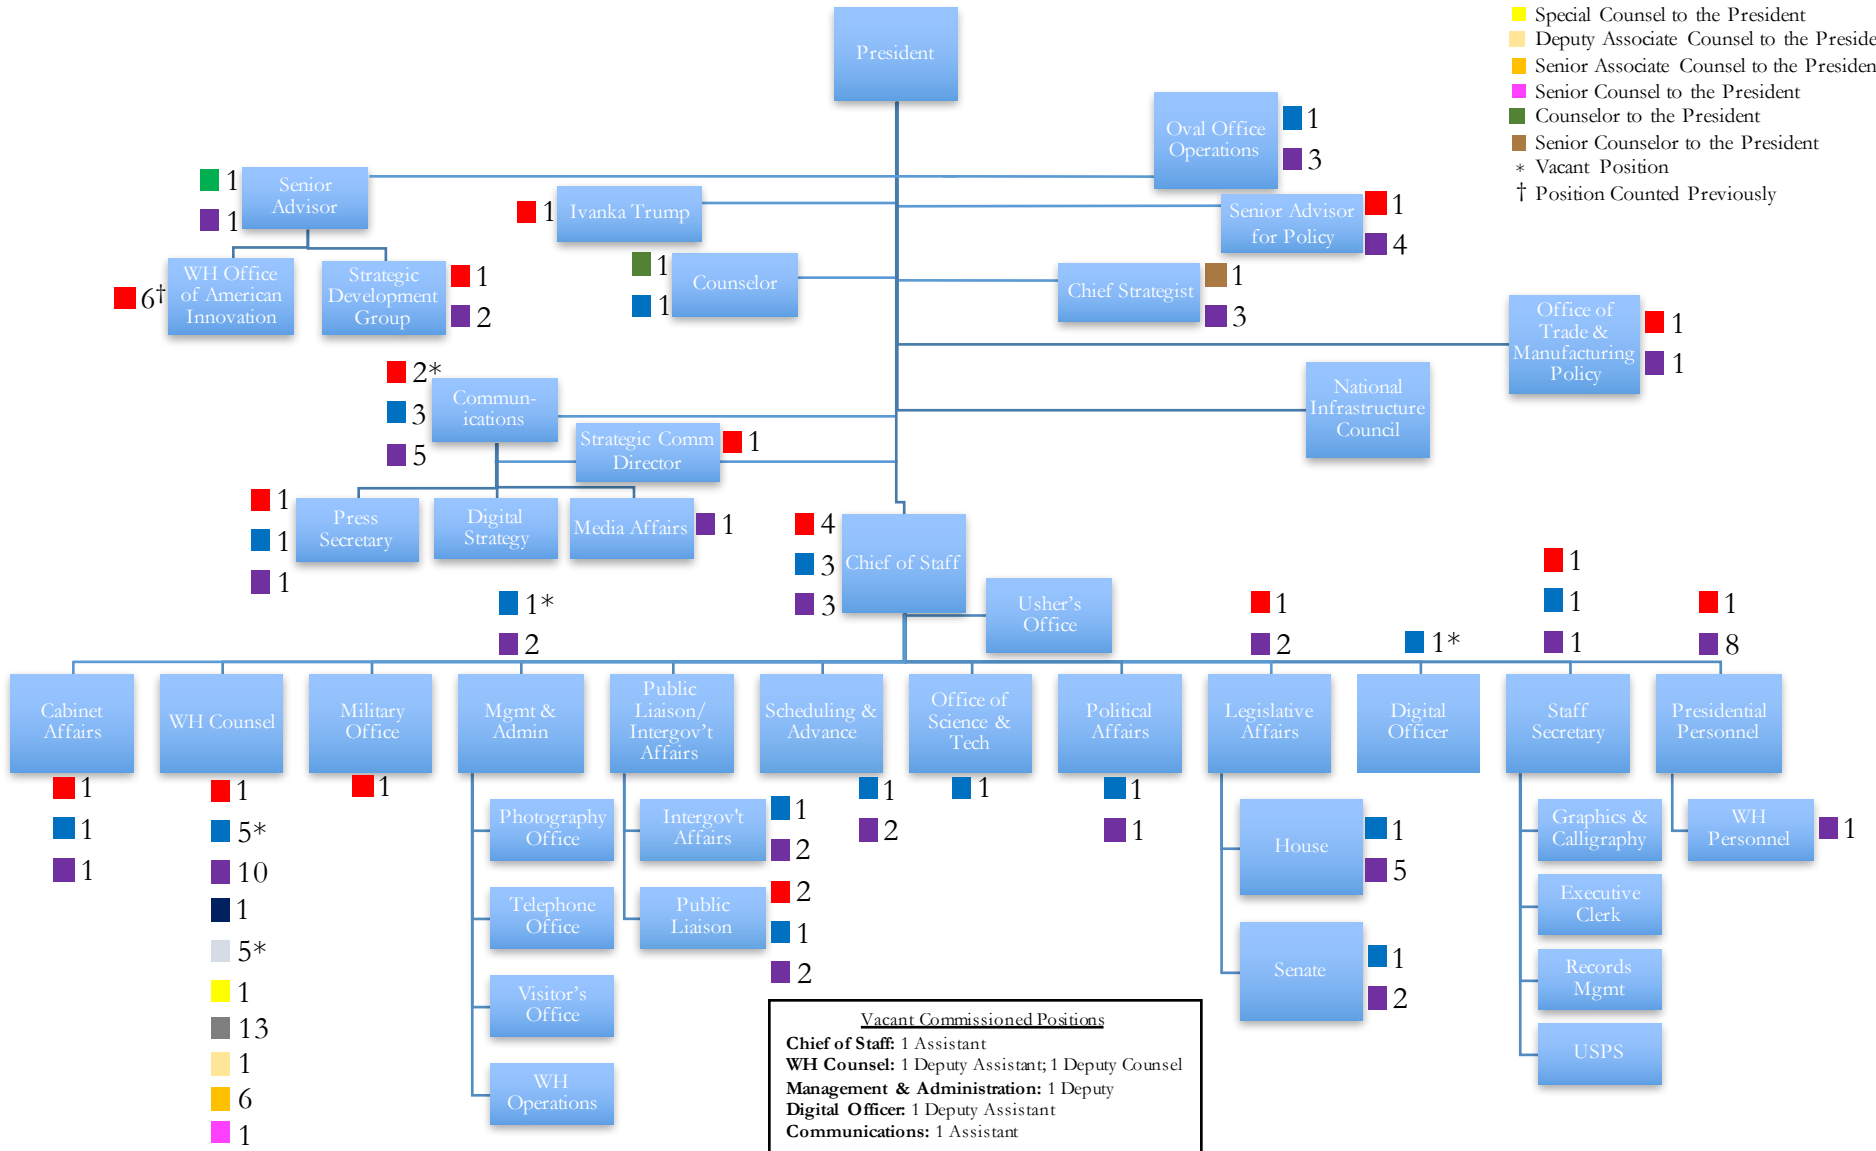 President
Special Counsel to the President
Deputy Associate Counsel to the Preside
Senior Associate Counsel to the President
Senior Counsel to the President
Counselor to the President
Senior Counselor to the President
* Vacant Position
† Position Counted Previously
Oval Office
Operations
1
3
1
1
Senior
Advisor
1
Ivanka Trump
Senior Advisor
for Policy
1
4
6†
WH Office
of American
Innovation
Strategic
Development
Group
1
2
1
1
Counselor
Chief Strategist
1
3
Office of
Trade &
Manufacturing
Policy
1
1
National
Infrastructure
Council
2*
3
5
Commun-
ications
Strategic Comm
Director
1
1
1
1
Press
Secretary
Digital
Strategy
Media Affairs
1
4
3
3
Chief of Staff
Usher's
Office
1*
2
1
2
1*
1
1
1
1
8
Cabinet
Affairs
WH Counsel
Military
Office
Mgmt &
Admin
Public
Liaison/
Intergov't
Affairs
Scheduling &
Advance
Office of
Science &
Tech
Political
Affairs
Legislative
Affairs
Digital
Officer
Staff
Secretary
Presidential
Personnel
1
1
1
1
5*
10
1
5*
1
13
1
6
1
1
Photography
Office
Telephone
Office
Visitor's
Office
WH
Operations
Intergov't
Affairs
1
2
Public
Liaison
2
1
2
1
2
1
1
1
House
1
5
Senate
1
2
Graphics &
Calligraphy
Executive
Clerk
Records
Mgmt
USPS
WH
Personnel
1
Vacant Commissioned Positions
Chief of Staff: 1 Assistant
WH Counsel: 1 Deputy Assistant; 1 Deputy Counsel
Management & Administration: 1 Deputy
Digital Officer: 1 Deputy Assistant
Communications: 1 Assistant